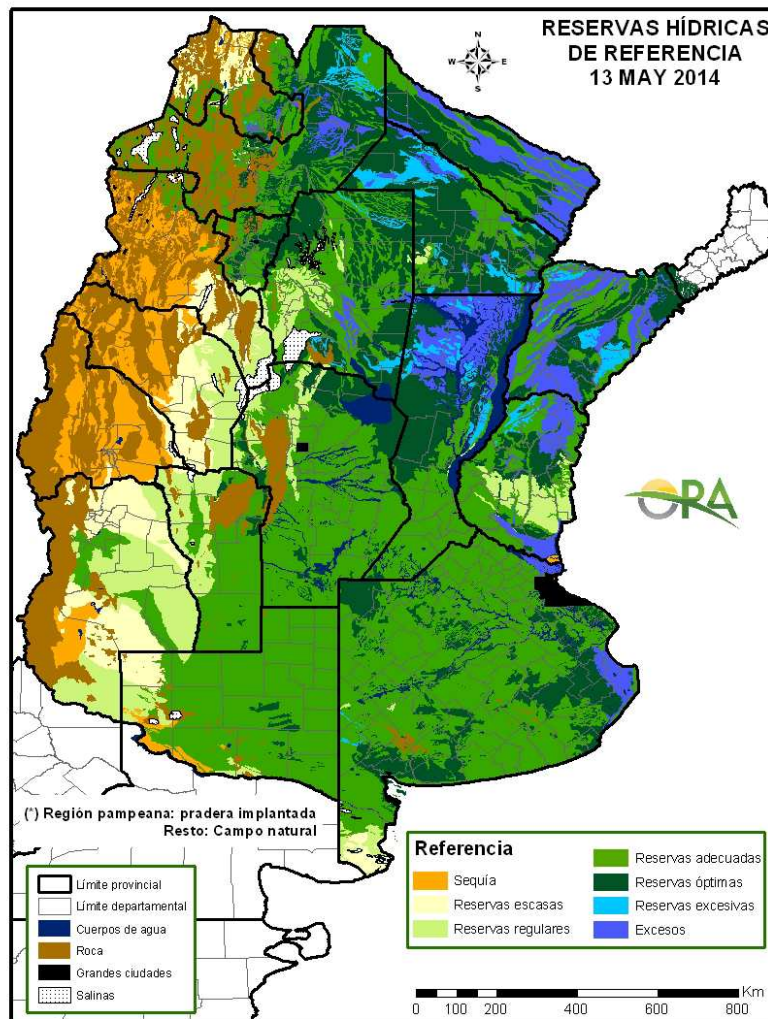 RESERVAS HÍDRICAS
DE REFERENCIA
13 MAY 2014
N
W E
S
ORA
(*) Región pampeana: pradera implantada
Resto: Campo natural
Límite provincial
Límite departamental
Cuerpos de agua
Roca
Grandes ciudades
Salinas
Referencia
Sequía
Reservas escasas
Reservas regulares
Reservas adecuadas
Reservas óptimas
Reservas excesivas
Excesos
Km
0 100 200 400 600 800